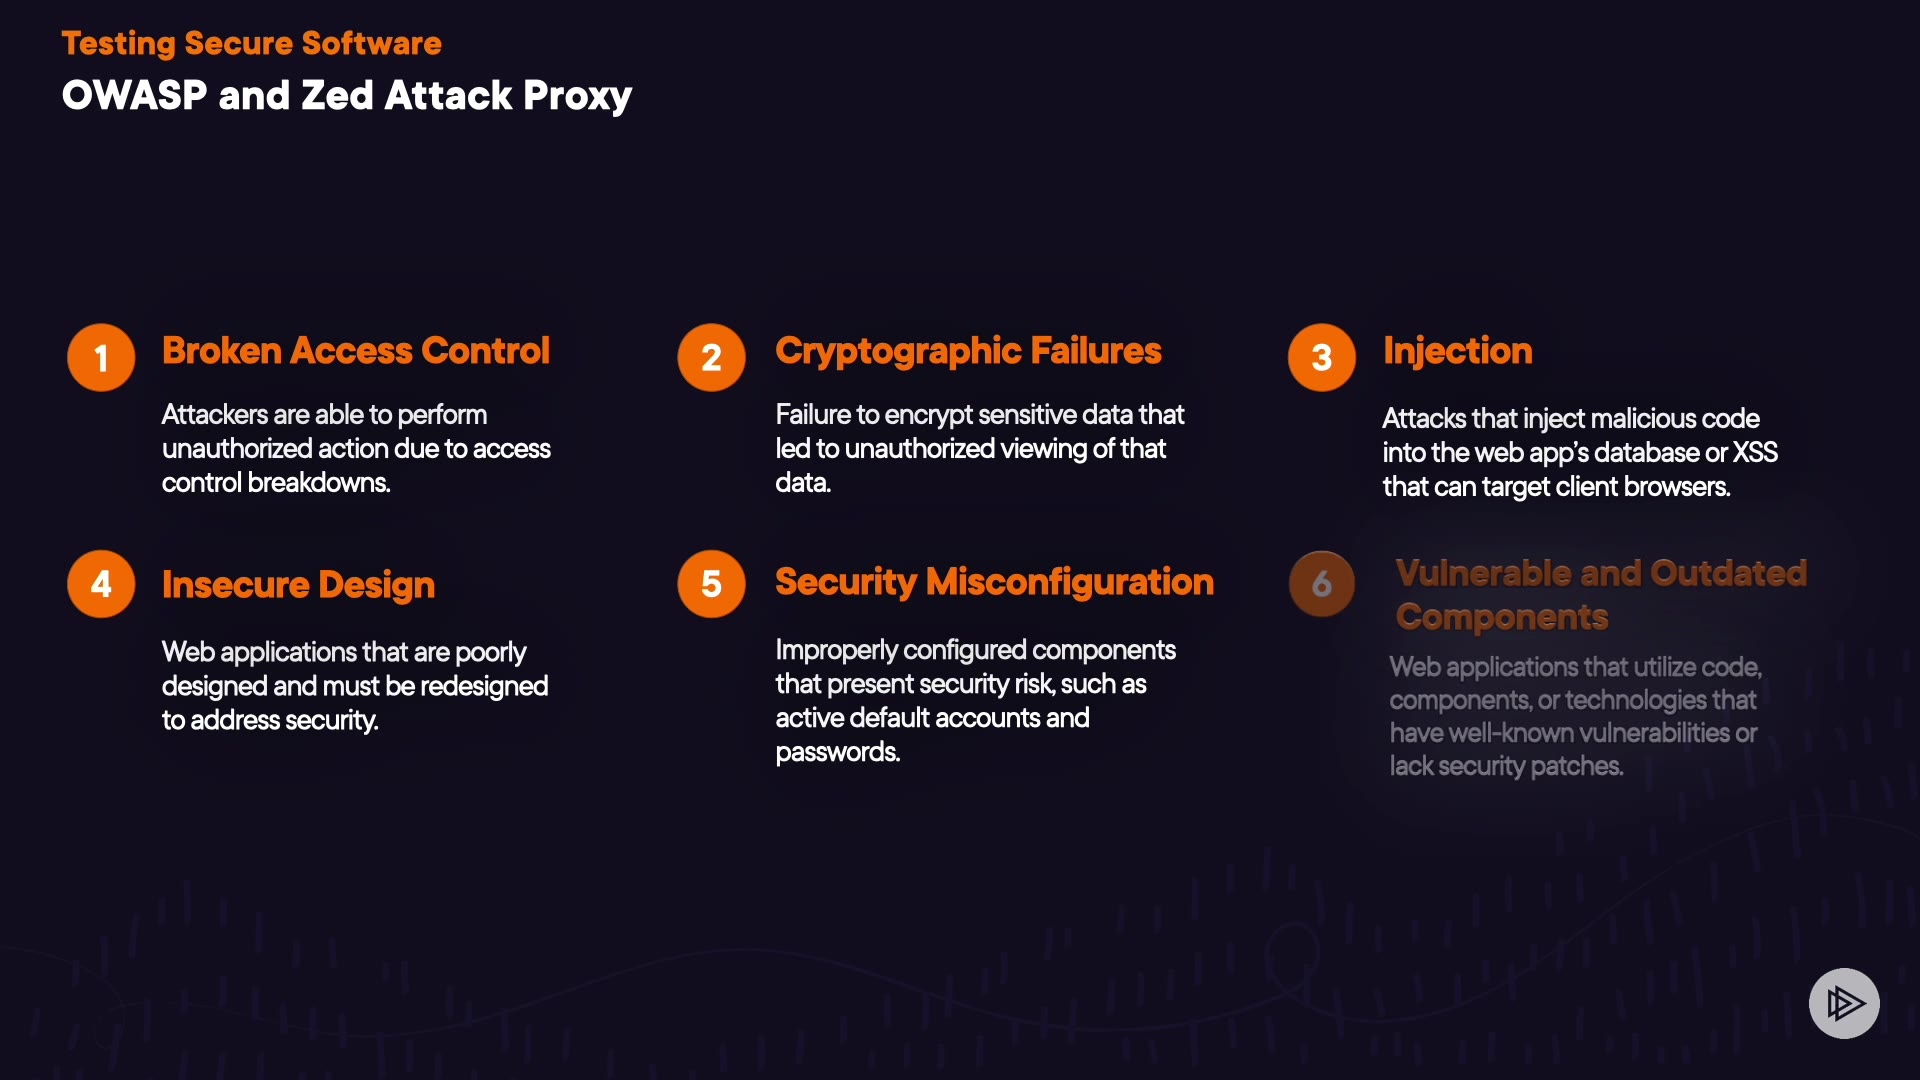 Testing Secure Software
OWASP and Zed Attack Proxy
1
Broken Access Control
Attackers are able to perform
unauthorized action due to access
control breakdowns.
2
Cryptographic Failures
Failure to encrypt sensitive data that
led to unauthorized viewing of that
data.
3
Injection
Attacks that inject malicious code
into the web app’s database or XSS
that can target client browsers.
4
Insecure Design
Web applications that are poorly
designed and must be redesigned
to address security.
5
Security Misconfiguration
Improperly configured components
that present security risk, such as
active default accounts and
passwords.
6
Vulnerable and Outdated
Components
Web applications that utilize code,
components, or technologies that
have well-known vulnerabilities or
lack security patches.